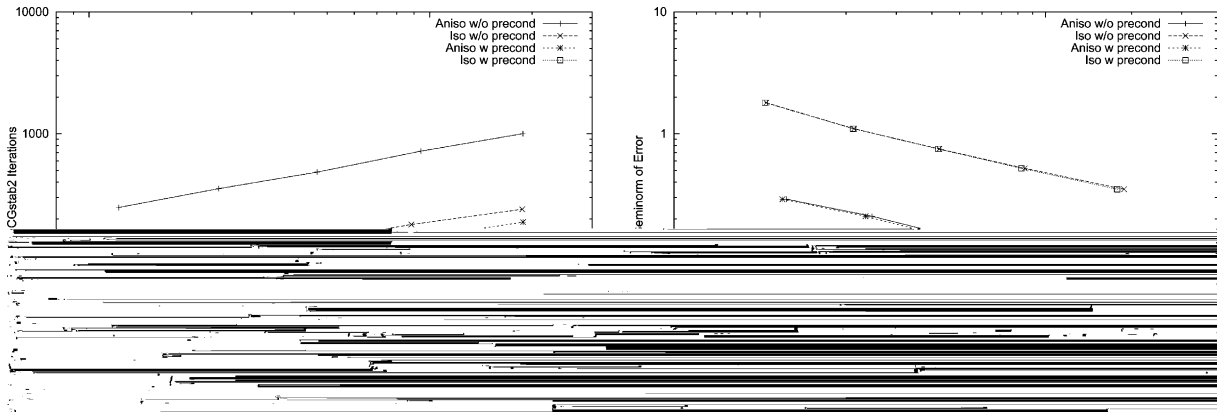 10000
1000
CGstab2 Iterations
Aniso w/o precond
Iso w/o precond
Aniso w precond
Iso w precond
10
1
of Error
Aniso w/o precond
Iso w/o precond
Aniso w precond
Iso w precond